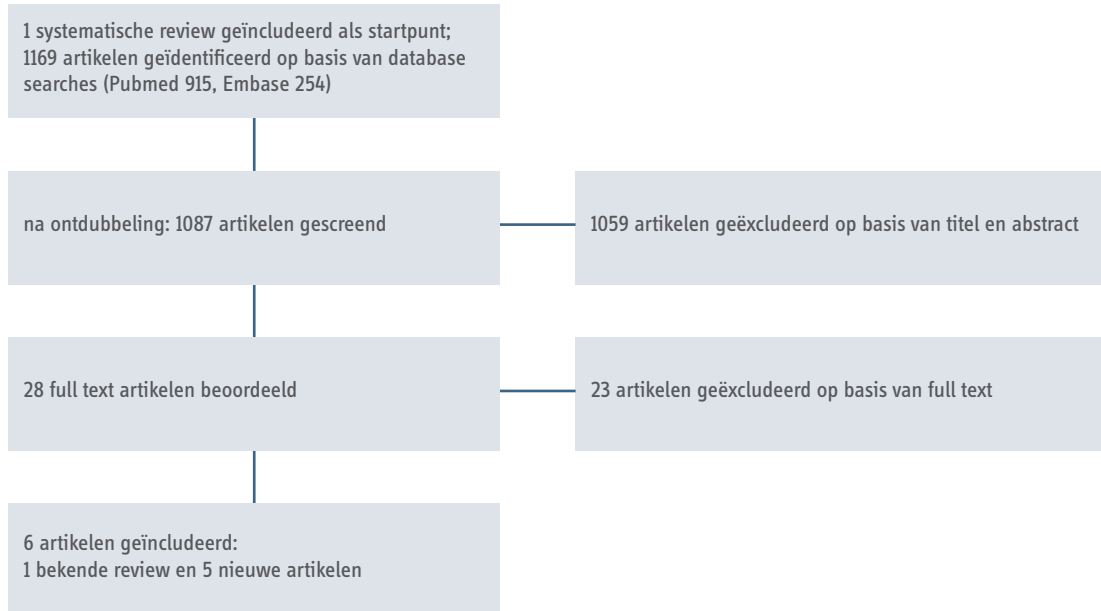 1 systematische review geïncludeerd als startpunt;
1169 artikelen geïdentificeerd op basis van database
searches (Pubmed 915, Embase 254)
na ontdubbeling: 1087 artikelen gescreend
1059 artikelen geëxcludeerd op basis van titel en abstract
28 full text artikelen beoordeeld
23 artikelen geëxcludeerd op basis van full text
6 artikelen geïncludeerd:
1 bekende review en 5 nieuwe artikelen